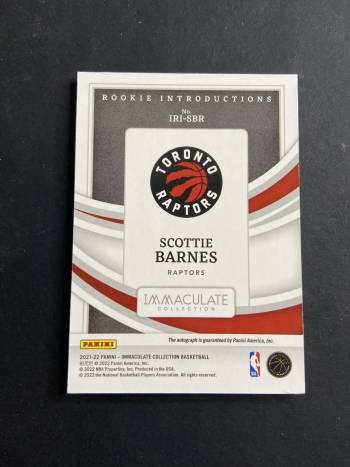 ROOKIE INTRODUCTIONS
No.
IRI-SBR
TORONTO
RAPTORS
SCOTTIE
BARNES
RAPTORS
IMMACULATE
COLLECTION
The autograph is guaranteed by Panini America, Inc.
PANINI
2021-22 PANINI – IMMACULATE COLLECTION BASKETBALL
© 2022 Panini America, Inc.
© 2022 NBA Properties, Inc. Produced in the USA.
© 2022 the National Basketball Players Association. All rights reserved.